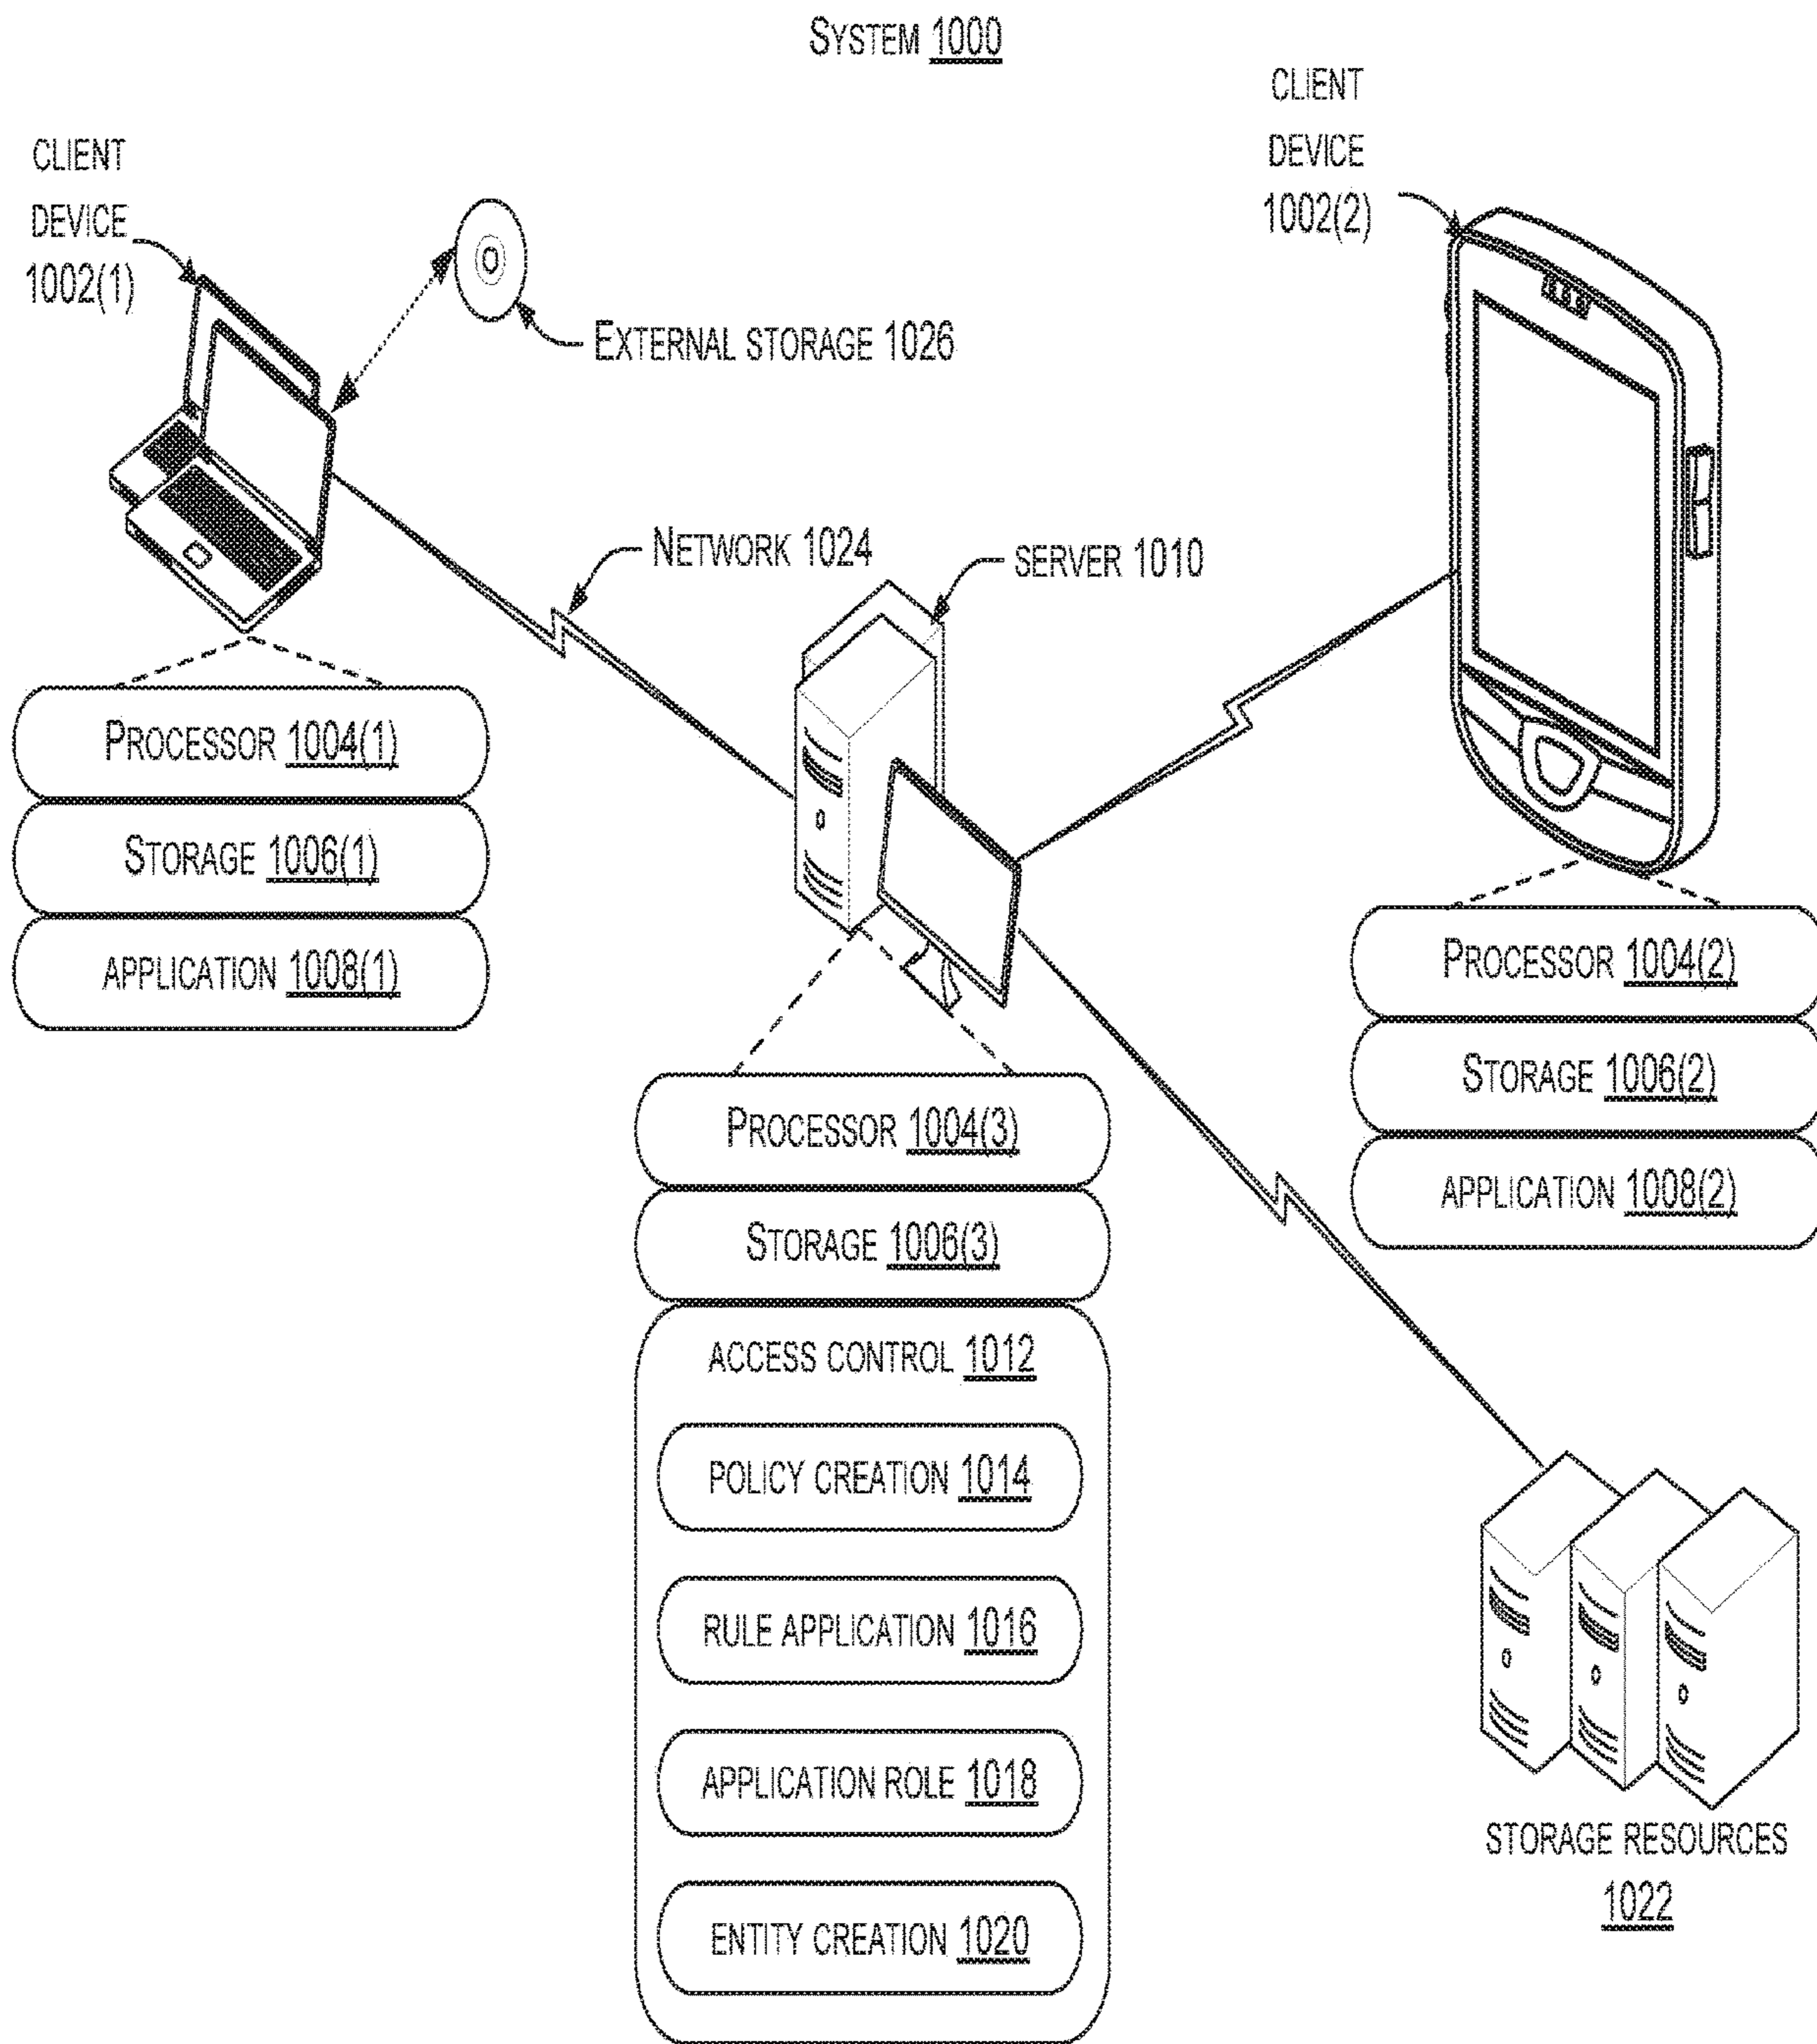 SYSTEM 1000
CLIENT
DEVICE
1002(1)
EXTERNAL STORAGE 1026
CLIENT
DEVICE
1002(2)
NETWORK 1024
SERVER 1010
PROCESSOR 1004(1)
STORAGE 1006(1)
APPLICATION 1008(1)
PROCESSOR 1004(2)
STORAGE 1006(2)
APPLICATION 1008(2)
PROCESSOR 1004(3)
STORAGE 1006(3)
ACCESS CONTROL 1012
POLICY CREATION 1014
RULE APPLICATION 1016
APPLICATION ROLE 1018
ENTITY CREATION 1020
STORAGE RESOURCES
1022